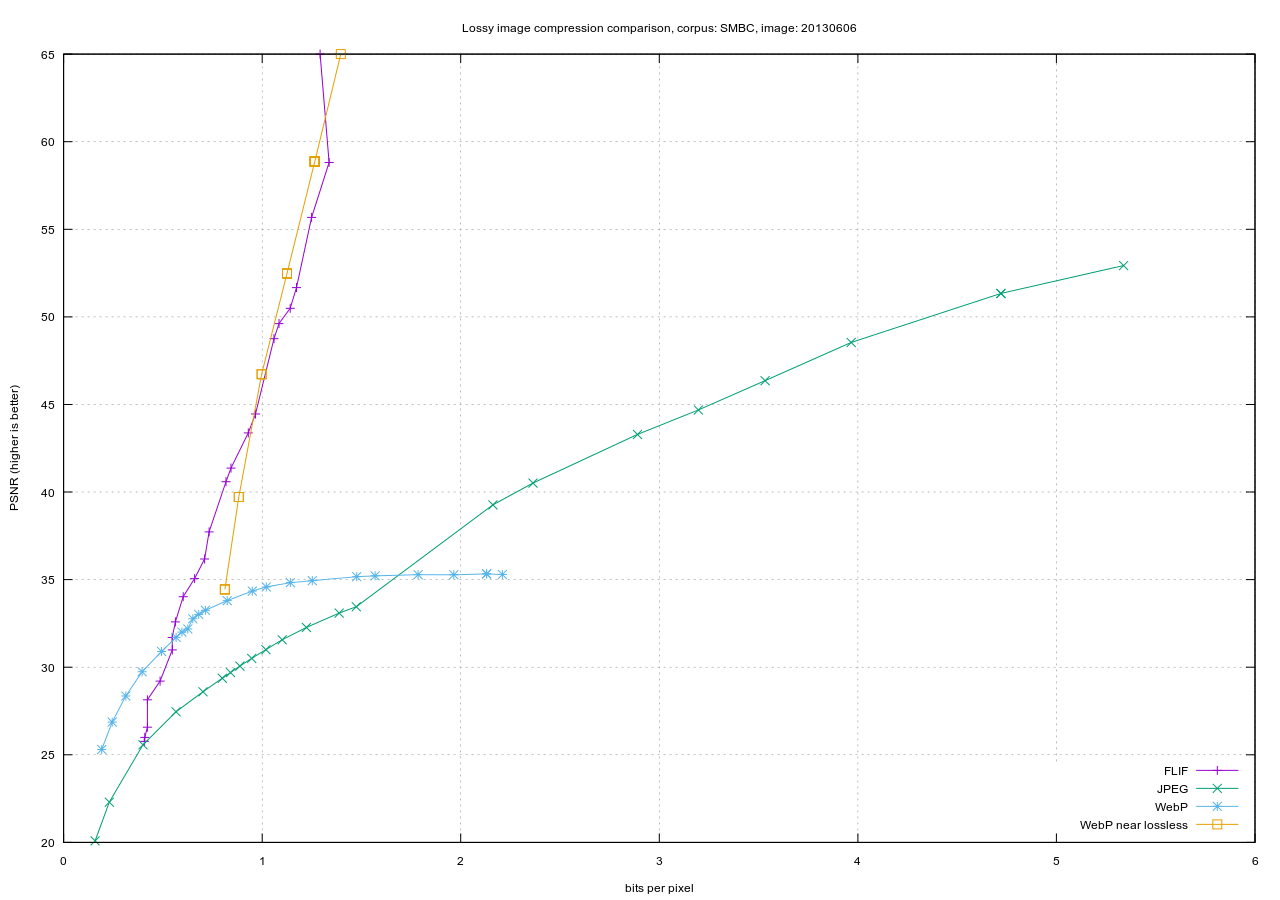 Lossy image compression comparison, corpus: SMBC, image: 20130606
65
60
55
50
45
40
35
30
25
20
PSNR (higher is better)
FLIF
JPEG
WebP
WebP near lossless
0 1 2 3 4 5 6
bits per pixel